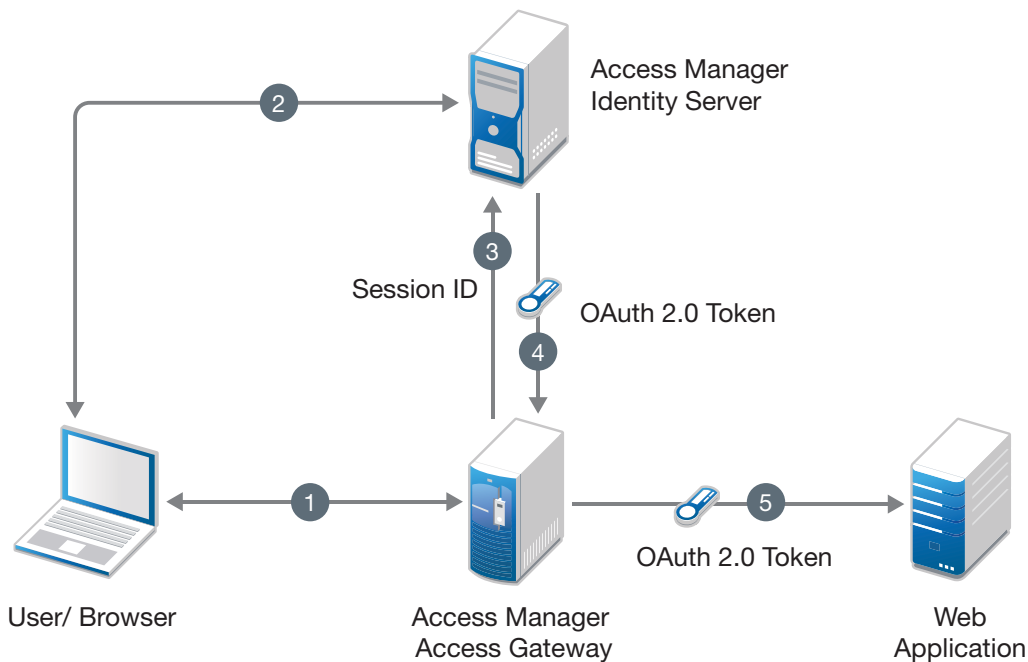 Access Manager
Identity Server
2
3
Session ID
OAuth 2.0 Token
4
1
5
OAuth 2.0 Token
User/ Browser
Access Manager
Access Gateway
Web
Application